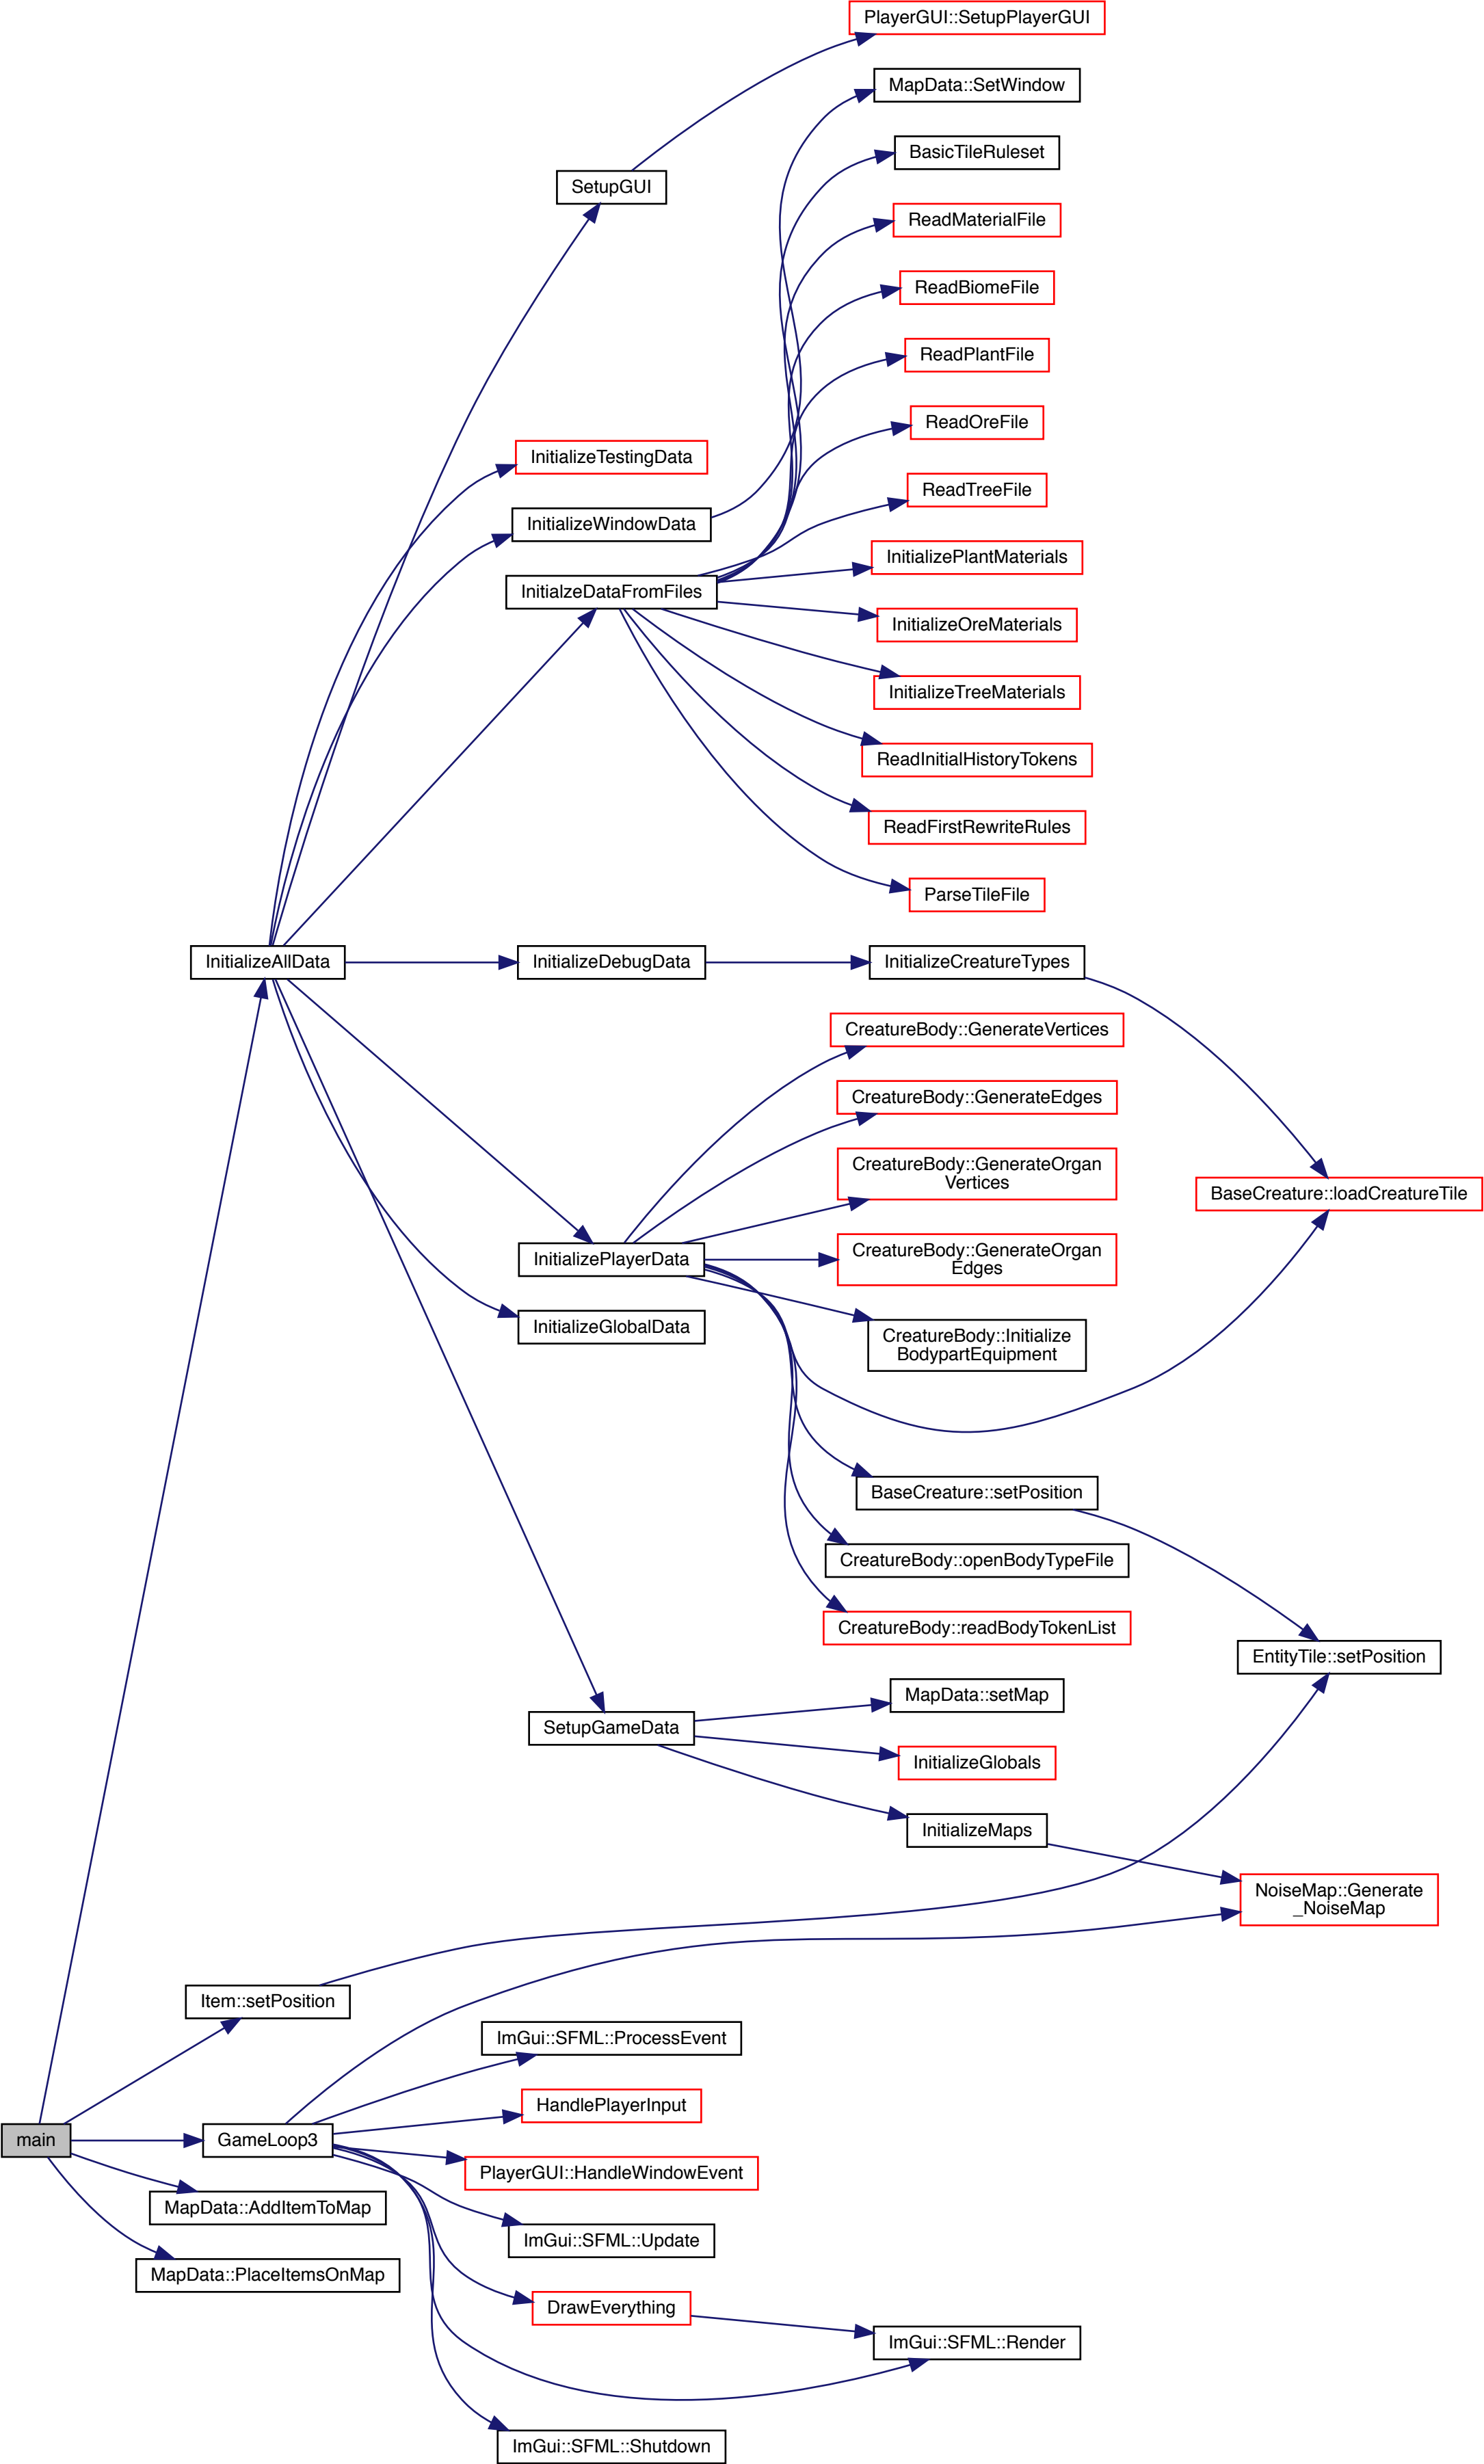 PlayerGUI::SetupPlayerGUI
MapData::SetWindow
BasicTileRuleset
SetupGUI
ReadMaterialFile
ReadBiomeFile
ReadPlantFile
ReadOreFile
InitializeTestingData
ReadTreeFile
InitializeWindowData
InitializePlantMaterials
InitialzeDataFromFiles
InitializeOreMaterials
InitializeTreeMaterials
ReadInitialHistoryTokens
ReadFirstRewriteRules
ParseTileFile
InitializeAllData
InitializeDebugData
InitializeCreatureTypes
CreatureBody::GenerateVertices
CreatureBody::GenerateEdges
CreatureBody::GenerateOrgan
Vertices
BaseCreature::loadCreatureTile
CreatureBody::GenerateOrgan
Edges
InitializePlayerData
InitializeGlobalData
CreatureBody::Initialize
BodypartEquipment
BaseCreature::setPosition
CreatureBody::openBodyTypeFile
CreatureBody::readBodyTokenList
EntityTile::setPosition
MapData::setMap
SetupGameData
InitializeGlobals
InitializeMaps
NoiseMap::Generate
_NoiseMap
Item::setPosition
ImGui::SFML::ProcessEvent
HandlePlayerInput
main
GameLoop3
PlayerGUI::HandleWindowEvent
MapData::AddItemToMap
ImGui::SFML::Update
MapData::PlaceItemsOnMap
DrawEverything
ImGui::SFML::Render
ImGui::SFML::Shutdown